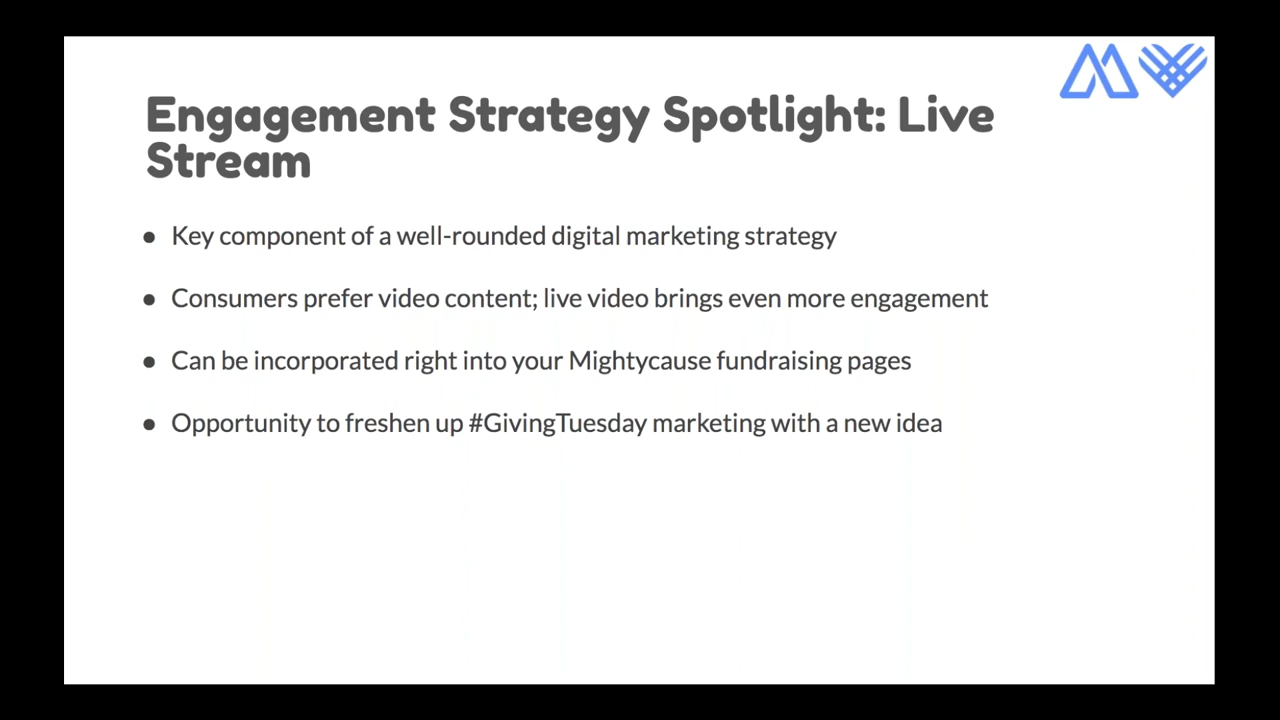 Engagement Strategy Spotlight: Live
Stream
● Key component of a well-rounded digital marketing strategy
● Consumers prefer video content; live video brings even more engagement
● Can be incorporated right into your Mightycause fundraising pages
● Opportunity to freshen up #GivingTuesday marketing with a new idea